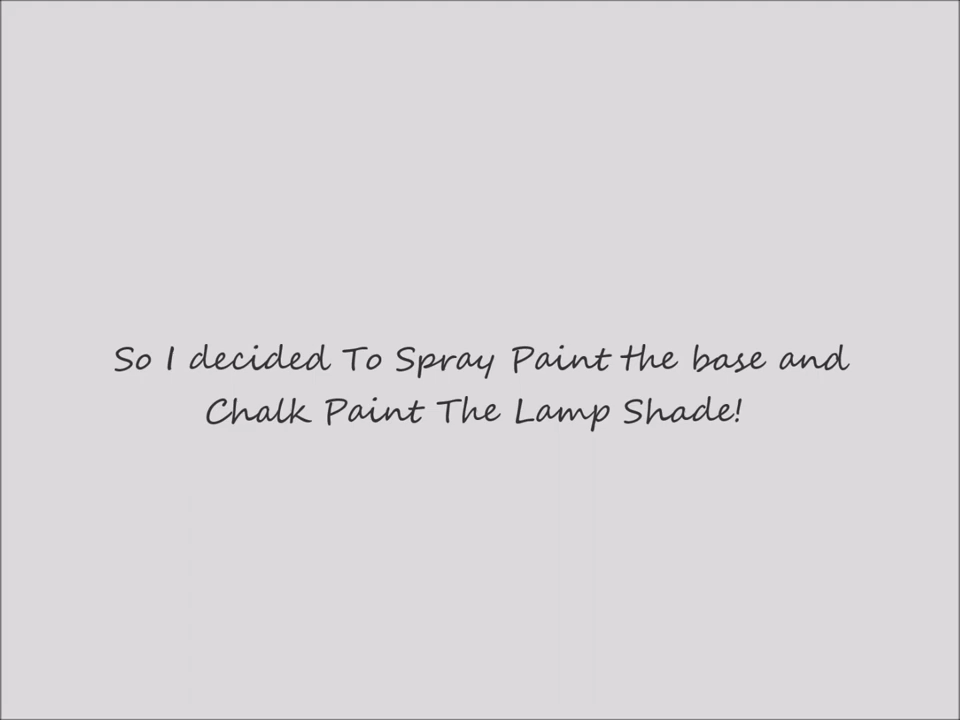 So I decided To Spray Paint the base and
Chalk Paint The Lamp Shade!